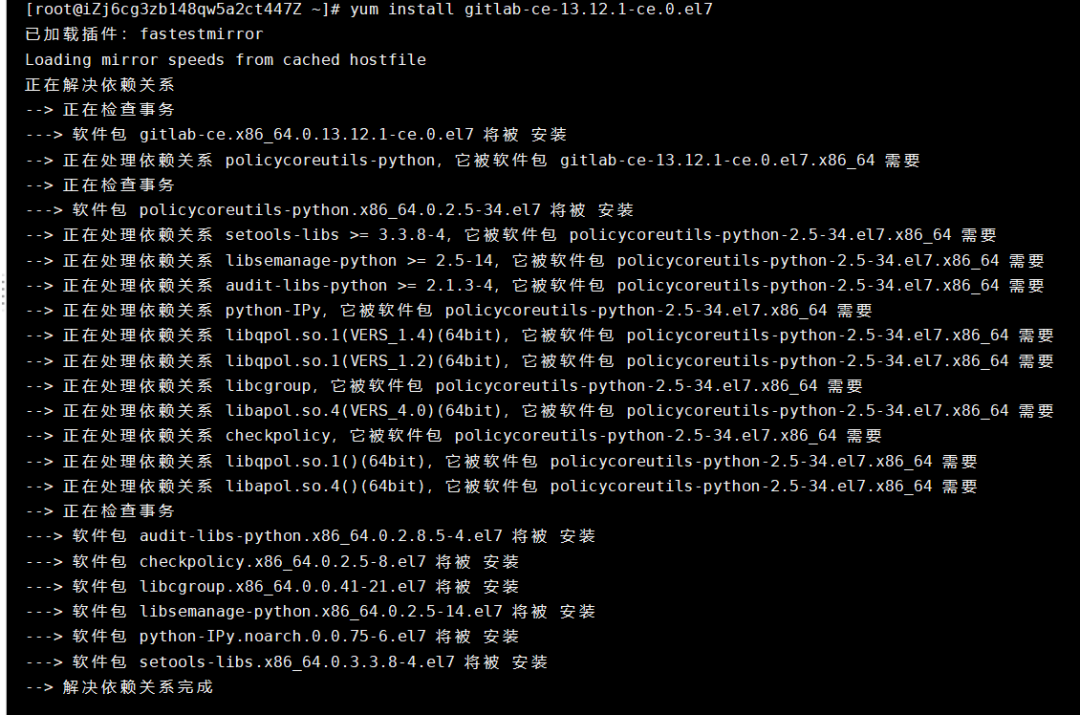 [root@iZj6cg3zb148qw5a2ct447Z ~]# yum install gitlab-ce-13.12.1-ce.0.el7
已加载插件：fastestmirror
Loading mirror speeds from cached hostfile
正在解决依赖关系
--> 正在检查事务
---> 软件包 gitlab-ce.x86_64.0.13.12.1-ce.0.el7 将被 安装
--> 正在处理依赖关系 policycoreutils-python，它被软件包 gitlab-ce-13.12.1-ce.0.el7.x86_64 需要
--> 正在检查事务
---> 软件包 policycoreutils-python.x86_64.0.2.5-34.el7 将被 安装
--> 正在处理依赖关系 setools-libs >= 3.3.8-4，它被软件包 policycoreutils-python-2.5-34.el7.x86_64 需要
--> 正在处理依赖关系 libsemanage-python >= 2.5-14，它被软件包 policycoreutils-python-2.5-34.el7.x86_64 需要
--> 正在处理依赖关系 audit-libs-python >= 2.1.3-4，它被软件包 policycoreutils-python-2.5-34.el7.x86_64 需要
--> 正在处理依赖关系 python-IPy，它被软件包 policycoreutils-python-2.5-34.el7.x86_64 需要
--> 正在处理依赖关系 libqpol.so.1(VERS_1.4)(64bit)，它被软件包 policycoreutils-python-2.5-34.el7.x86_64 需要
--> 正在处理依赖关系 libqpol.so.1(VERS_1.2)(64bit)，它被软件包 policycoreutils-python-2.5-34.el7.x86_64 需要
--> 正在处理依赖关系 libcgroup，它被软件包 policycoreutils-python-2.5-34.el7.x86_64 需要
--> 正在处理依赖关系 libapol.so.4(VERS_4.0)(64bit)，它被软件包 policycoreutils-python-2.5-34.el7.x86_64 需要
--> 正在处理依赖关系 checkpolicy，它被软件包 policycoreutils-python-2.5-34.el7.x86_64 需要
--> 正在处理依赖关系 libqpol.so.1()(64bit)，它被软件包 policycoreutils-python-2.5-34.el7.x86_64 需要
--> 正在处理依赖关系 libapol.so.4()(64bit)，它被软件包 policycoreutils-python-2.5-34.el7.x86_64 需要
--> 正在检查事务
---> 软件包 audit-libs-python.x86_64.0.2.8.5-4.el7 将被 安装
---> 软件包 checkpolicy.x86_64.0.2.5-8.el7 将被 安装
---> 软件包 libcgroup.x86_64.0.0.41-21.el7 将被 安装
---> 软件包 libsemanage-python.x86_64.0.2.5-14.el7 将被 安装
---> 软件包 python-IPy.noarch.0.0.75-6.el7 将被 安装
---> 软件包 setools-libs.x86_64.0.3.3.8-4.el7 将被 安装
--> 解决依赖关系完成